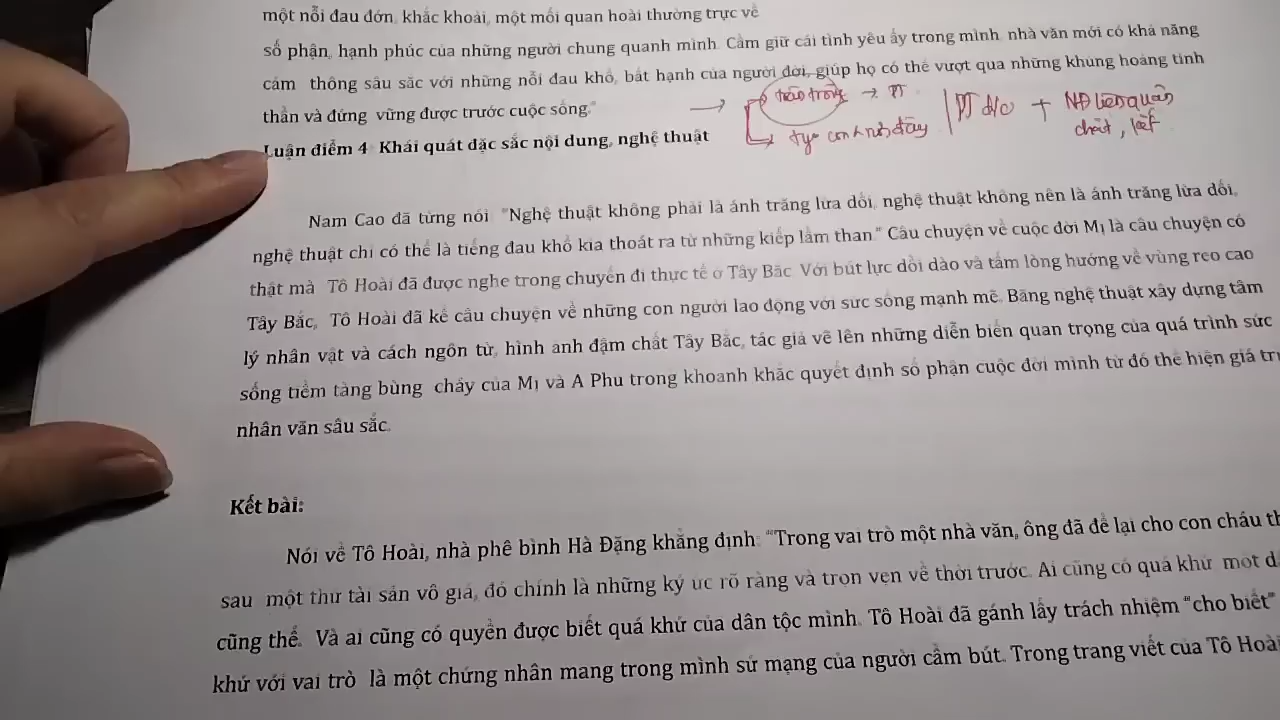 một nỗi đau đớn, khắc khoải, một mối quan hoài thường trực về
số phận, hạnh phúc của những người chung quanh mình. Cầm giữ cái tình yêu ấy trong mình, nhà văn mới có khả năng
cảm thông sâu sắc với những nỗi đau khổ, bất hạnh của người đời, giúp họ có thể vượt qua những khủng hoảng tinh
thần và đứng vững được trước cuộc sống."
Luận điểm 4 Khái quát đặc sắc nội dung, nghệ thuật
Nam Cao đã từng nói "Nghệ thuật không phải là ánh trăng lừa dối, nghệ thuật không nên là ánh trăng lừa dối,
nghệ thuật chỉ có thể là tiếng đau khổ kia thoát ra từ những kiếp lầm than." Câu chuyện về cuộc đời Mị là câu chuyện có
thật mà Tô Hoài đã được nghe trong chuyến đi thực tế ở Tây Bắc. Với bút lực dồi dào và tấm lòng hướng về vùng reo cao
Tây Bắc, Tô Hoài đã kể câu chuyện về những con người lao động với sức sống mạnh mẽ. Bằng nghệ thuật xây dựng tâm
lý nhân vật và cách ngôn từ, hình ảnh đậm chất Tây Bắc, tác giả vẽ lên những diễn biến quan trọng của quá trình sức
sống tiềm tàng bùng cháy của Mị và A Phủ trong khoảnh khắc quyết định số phận cuộc đời mình từ đó thể hiện giá trị
nhân văn sâu sắc.
Kết bài:
Nói về Tô Hoài, nhà phê bình Hà Đặng khẳng định: "Trong vai trò một nhà văn, ông đã để lại cho con cháu
sau một thứ tài sản vô giá, đó chính là những ký ức rõ ràng và trọn vẹn về thời trước. Ai cũng có quá khứ một
cũng thế. Và ai cũng có quyền được biết quá khứ của dân tộc mình. Tô Hoài đã gánh lấy trách nhiệm "cho biết"
khứ với vai trò là một chứng nhân mang trong mình sứ mạng của người cầm bút. Trong trang viết của Tô Hoài